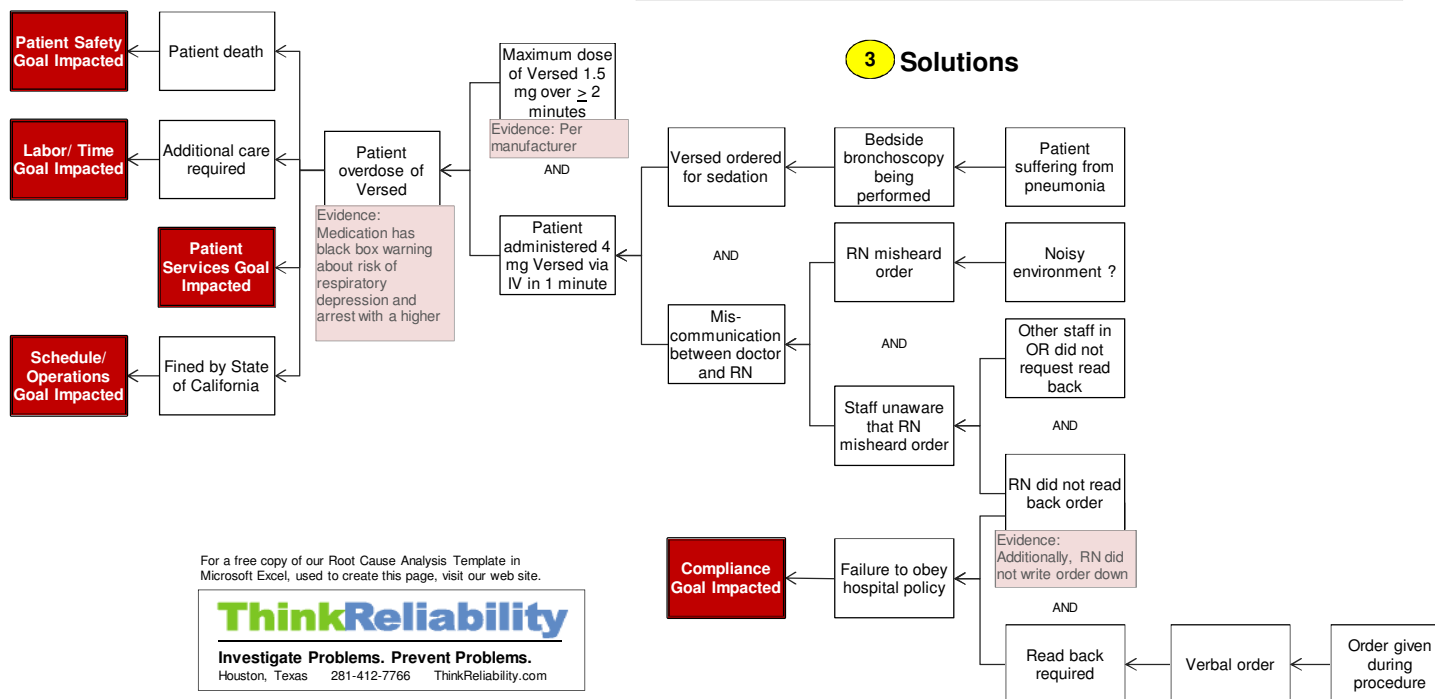 Patient Safety
Goal Impacted
Patient death
Maximum dose
of Versed 1.5
mg over > 2
minutes
Evidence: Per
manufacturer
3 Solutions
Labor/ Time
Goal Impacted
Additional care
required
Patient
overdose of
Versed
Evidence:
Medication has
black box warning
about risk of
respiratory
depression and
arrest with a higher
AND
Versed ordered
for sedation
Bedside
bronchoscopy
being
performed
Patient
suffering from
pneumonia
Patient
Services Goal
Impacted
Patient
administered 4
mg Versed via
IV in 1 minute
AND
RN misheard
order
Noisy
environment ?
Schedule/
Operations
Goal Impacted
Fined by State
of California
Mis-
communication
between doctor
and RN
AND
Other staff in
OR did not
request read
back
Staff unaware
that RN
misheard order
AND
RN did not read
back order
Evidence:
Additionally, RN did
not write order down
Compliance
Goal Impacted
Failure to obey
hospital policy
AND
Read back
required
Verbal order
Order given
during
procedure
For a free copy of our Root Cause Analysis Template in
Microsoft Excel, used to create this page, visit our web site.
ThinkReliability
Investigate Problems. Prevent Problems.
Houston, Texas 281-412-7766 ThinkReliability.com